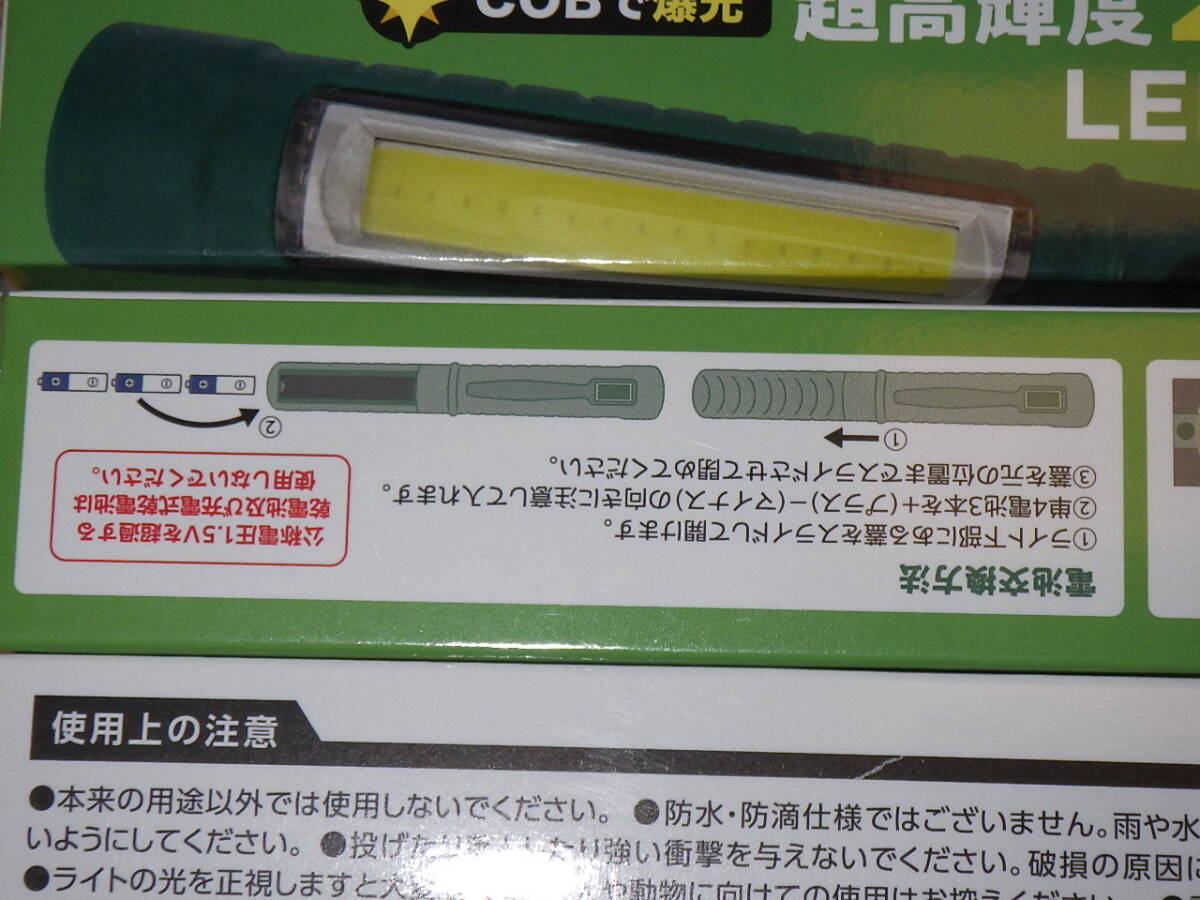 COBで爆光
超高輝度
LE
電池交換方法
①ライト下部にある蓋をスライドして開けます。
②単4電池3本を＋(プラス)－(マイナス)の向きに注意して入れます。
③蓋を元の位置までスライドさせて閉めてください。
①
②
公称電圧1.5Vを超過する
乾電池及び充電式乾電池は
使用しないでください。
使用上の注意
●本来の用途以外では使用しないでください。 ●防水・防滴仕様ではございません。雨や水
いようにしてください。 ●投げたり落としたり強い衝撃を与えないでください。破損の原因に
●ライトの光を正視しますと や動物に向けての使用はお控えください。